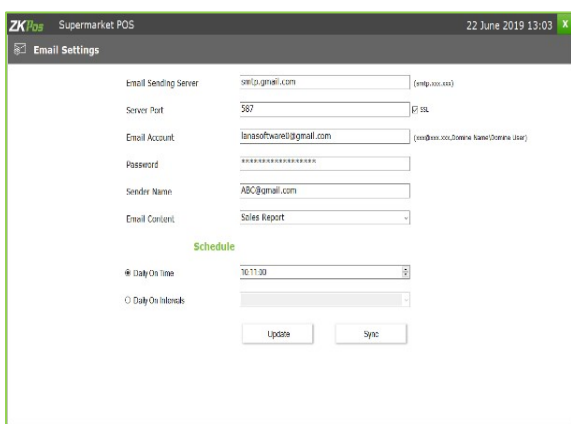 ZKPos Supermarket POS 22 June 2019 13:03 X
Email Settings
Email Sending Server smtp.gmail.com (smtp.xxx.xxx)
Server Port 587 SSL
Email Account lanasoftware0@gmail.com (xxx@xxx.xxx,Domine Name\Domine User)
Password *****************
Sender Name ABC@gmail.com
Email Content Sales Report
Schedule
Daily On Time 10:11:00
Daily On Intervals
Update Sync